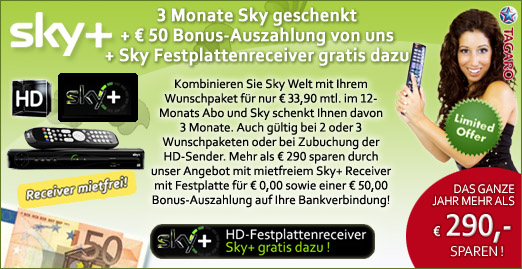 sky+
3 Monate Sky geschenkt
+ € 50 Bonus-Auszahlung von uns
+ Sky Festplattenreceiver gratis dazu
TAGARO
HD
sky+
Kombinieren Sie Sky Welt mit Ihrem
Wunschpaket für nur € 33,90 mtl. im 12-
Monats Abo und Sky schenkt Ihnen davon
3 Monate. Auch gültig bei 2 oder 3
Wunschpaketen oder bei Zubuchung der
HD-Sender. Mehr als € 290 sparen durch
unser Angebot mit mietfreiem Sky+ Receiver
mit Festplatte für € 0,00 sowie einer € 50,00
Bonus-Auszahlung auf Ihre Bankverbindung!
Limited
Offer
Receiver mietfrei!
50
sky+
HD-Festplattenreceiver
Sky+ gratis dazu !
DAS GANZE
JAHR MEHR ALS
€ 290,-
SPAREN !